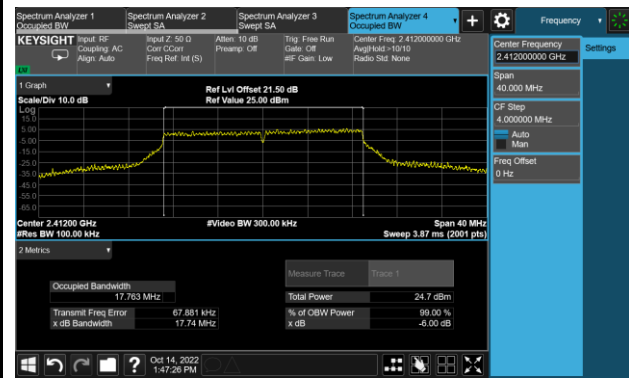 Spectrum Analyzer 1
Occupied BW
Spectrum Analyzer 2
Swept SA
Spectrum Analyzer 3
Swept SA
Spectrum Analyzer 4
Occupied BW
Frequency
KEYSIGHT
Input: RF
Coupling: AC
Align: Auto
Input Z: 50 Ω
Corr CCorr
Freq Ref: Int (S)
Atten: 10 dB
Preamp: Off
Trig: Free Run
Gate: Off
#IF Gain: Low
Center Freq: 2.412000000 GHz
Avg|Hold:>10/10
Radio Std: None
Center Frequency
2.412000000 GHz
Settings
Span
40.000 MHz
CF Step
4.000000 MHz
Auto
Man
Freq Offset
0 Hz
1 Graph
Scale/Div 10.0 dB
Ref Lvl Offset 21.50 dB
Ref Value 25.00 dBm
Log
15.0
5.00
-5.00
-15.0
-25.0
-35.0
-45.0
-55.0
-65.0
Center 2.41200 GHz
#Res BW 100.00 kHz
#Video BW 300.00 kHz
Span 40 MHz
Sweep 3.87 ms (2001 pts)
2 Metrics
Measure Trace
Trace 1
Occupied Bandwidth
17.763 MHz
Total Power
24.7 dBm
Transmit Freq Error
67.881 kHz
% of OBW Power
99.00 %
x dB Bandwidth
17.74 MHz
x dB
-6.00 dB
?
Oct 14, 2022
1:47:26 PM